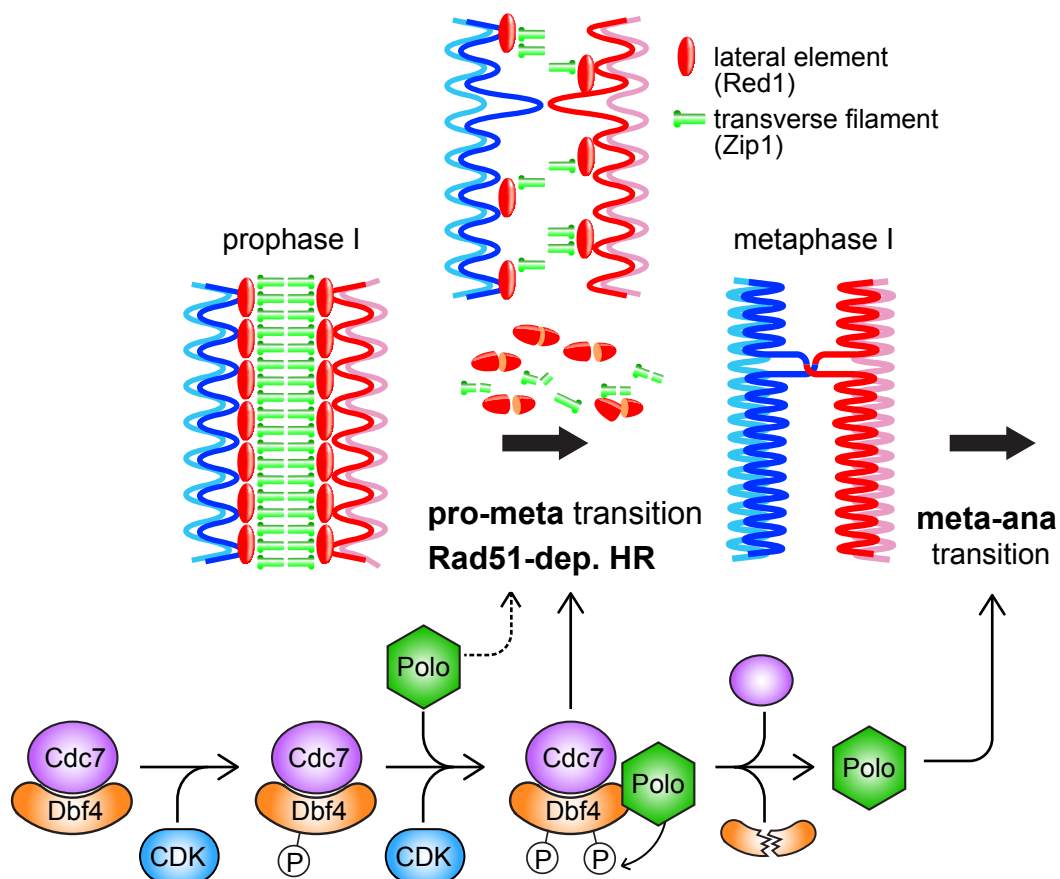 lateral element
(Red1)
transverse filament
(Zip1)
prophase I
metaphase I
pro-meta transition
Rad51-dep. HR
meta-ana
transition
Polo
Cdc7
Dbf4
CDK
Cdc7
Dbf4
P
CDK
Cdc7
Dbf4
Polo
P
P
Polo